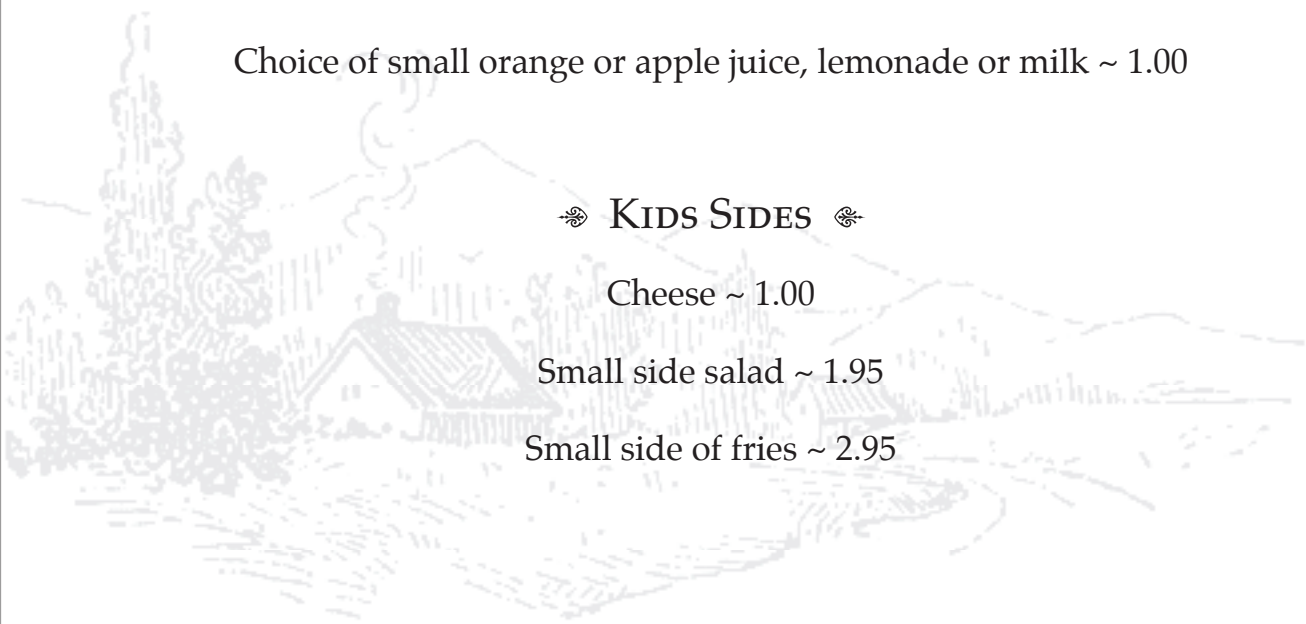 Choice of small orange or apple juice, lemonade or milk ~ 1.00
Kids Sides
Cheese ~ 1.00
Small side salad ~ 1.95
Small side of fries ~ 2.95